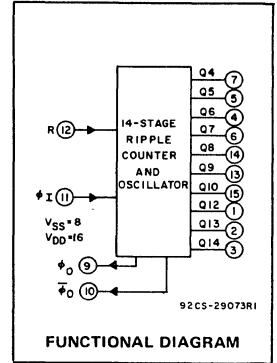 Q4
7
Q5
5
Q6
4
R 12
14-STAGE
RIPPLE
COUNTER
AND
OSCILLATOR
Q7
6
Q8
14
Q9
13
Q10
15
ϕI 11
Q12
1
VSS=8
VDD=16
Q13
2
Q14
3
ϕO 9
ϕ̅O 10
92CS-29073R1
FUNCTIONAL DIAGRAM